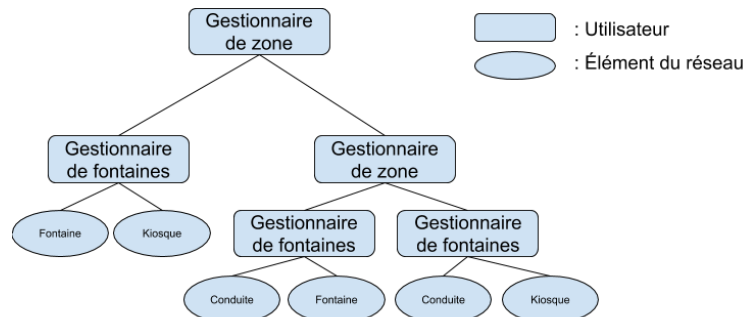 Gestionnaire
de zone
: Utilisateur
: Élément du réseau
Gestionnaire
de fontaines
Gestionnaire
de zone
Fontaine
Kiosque
Gestionnaire
de fontaines
Gestionnaire
de fontaines
Conduite
Fontaine
Conduite
Kiosque